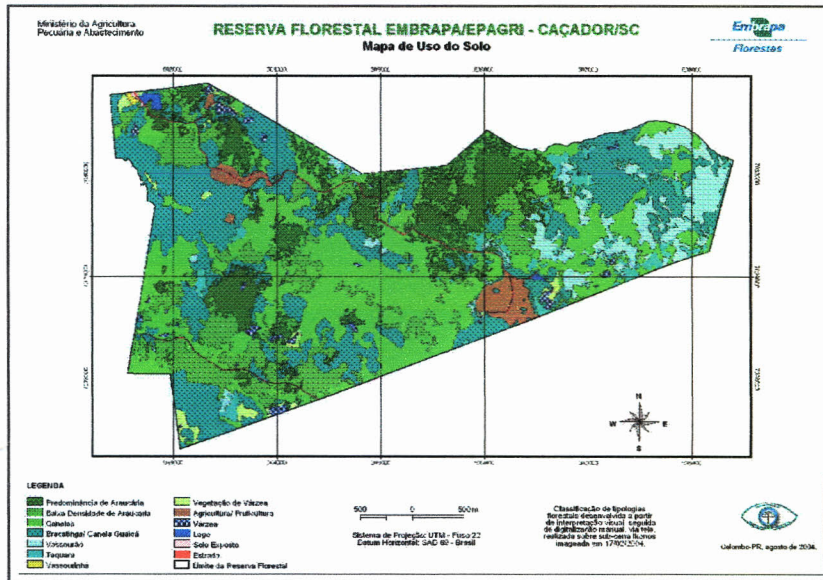 Ministério da Agricultura
Pecuária e Abastecimento
RESERVA FLORESTAL EMBRAPA/EPAGRI - CAÇADOR/SC
Mapa de Uso do Solo
Embrapa
Florestas
N
W E
S
LEGENDA
Predominância de Araucária
Baixa Densidade de Araucária
Canelas
Bracatinga/ Canela Guaicá
Vassourão
Taquara
Vassourinha
Vegetação de Várzea
Agricultura/ Fruticultura
Várzea
Lago
Solo Exposto
Estrada
Limite da Reserva Florestal
500 0 500m
Sistema de Projeção: UTM - Fuso 22
Datum Horizontal: SAD 69 - Brasil
Classificação de tipologias
florestais desenvolvida a partir
de interpretação visual, seguida
de digitalização manual, via tela,
realizada sobre sub-cena Ikonos
imageada em 17/02/2004.
Colombo-PR, agosto de 2004.